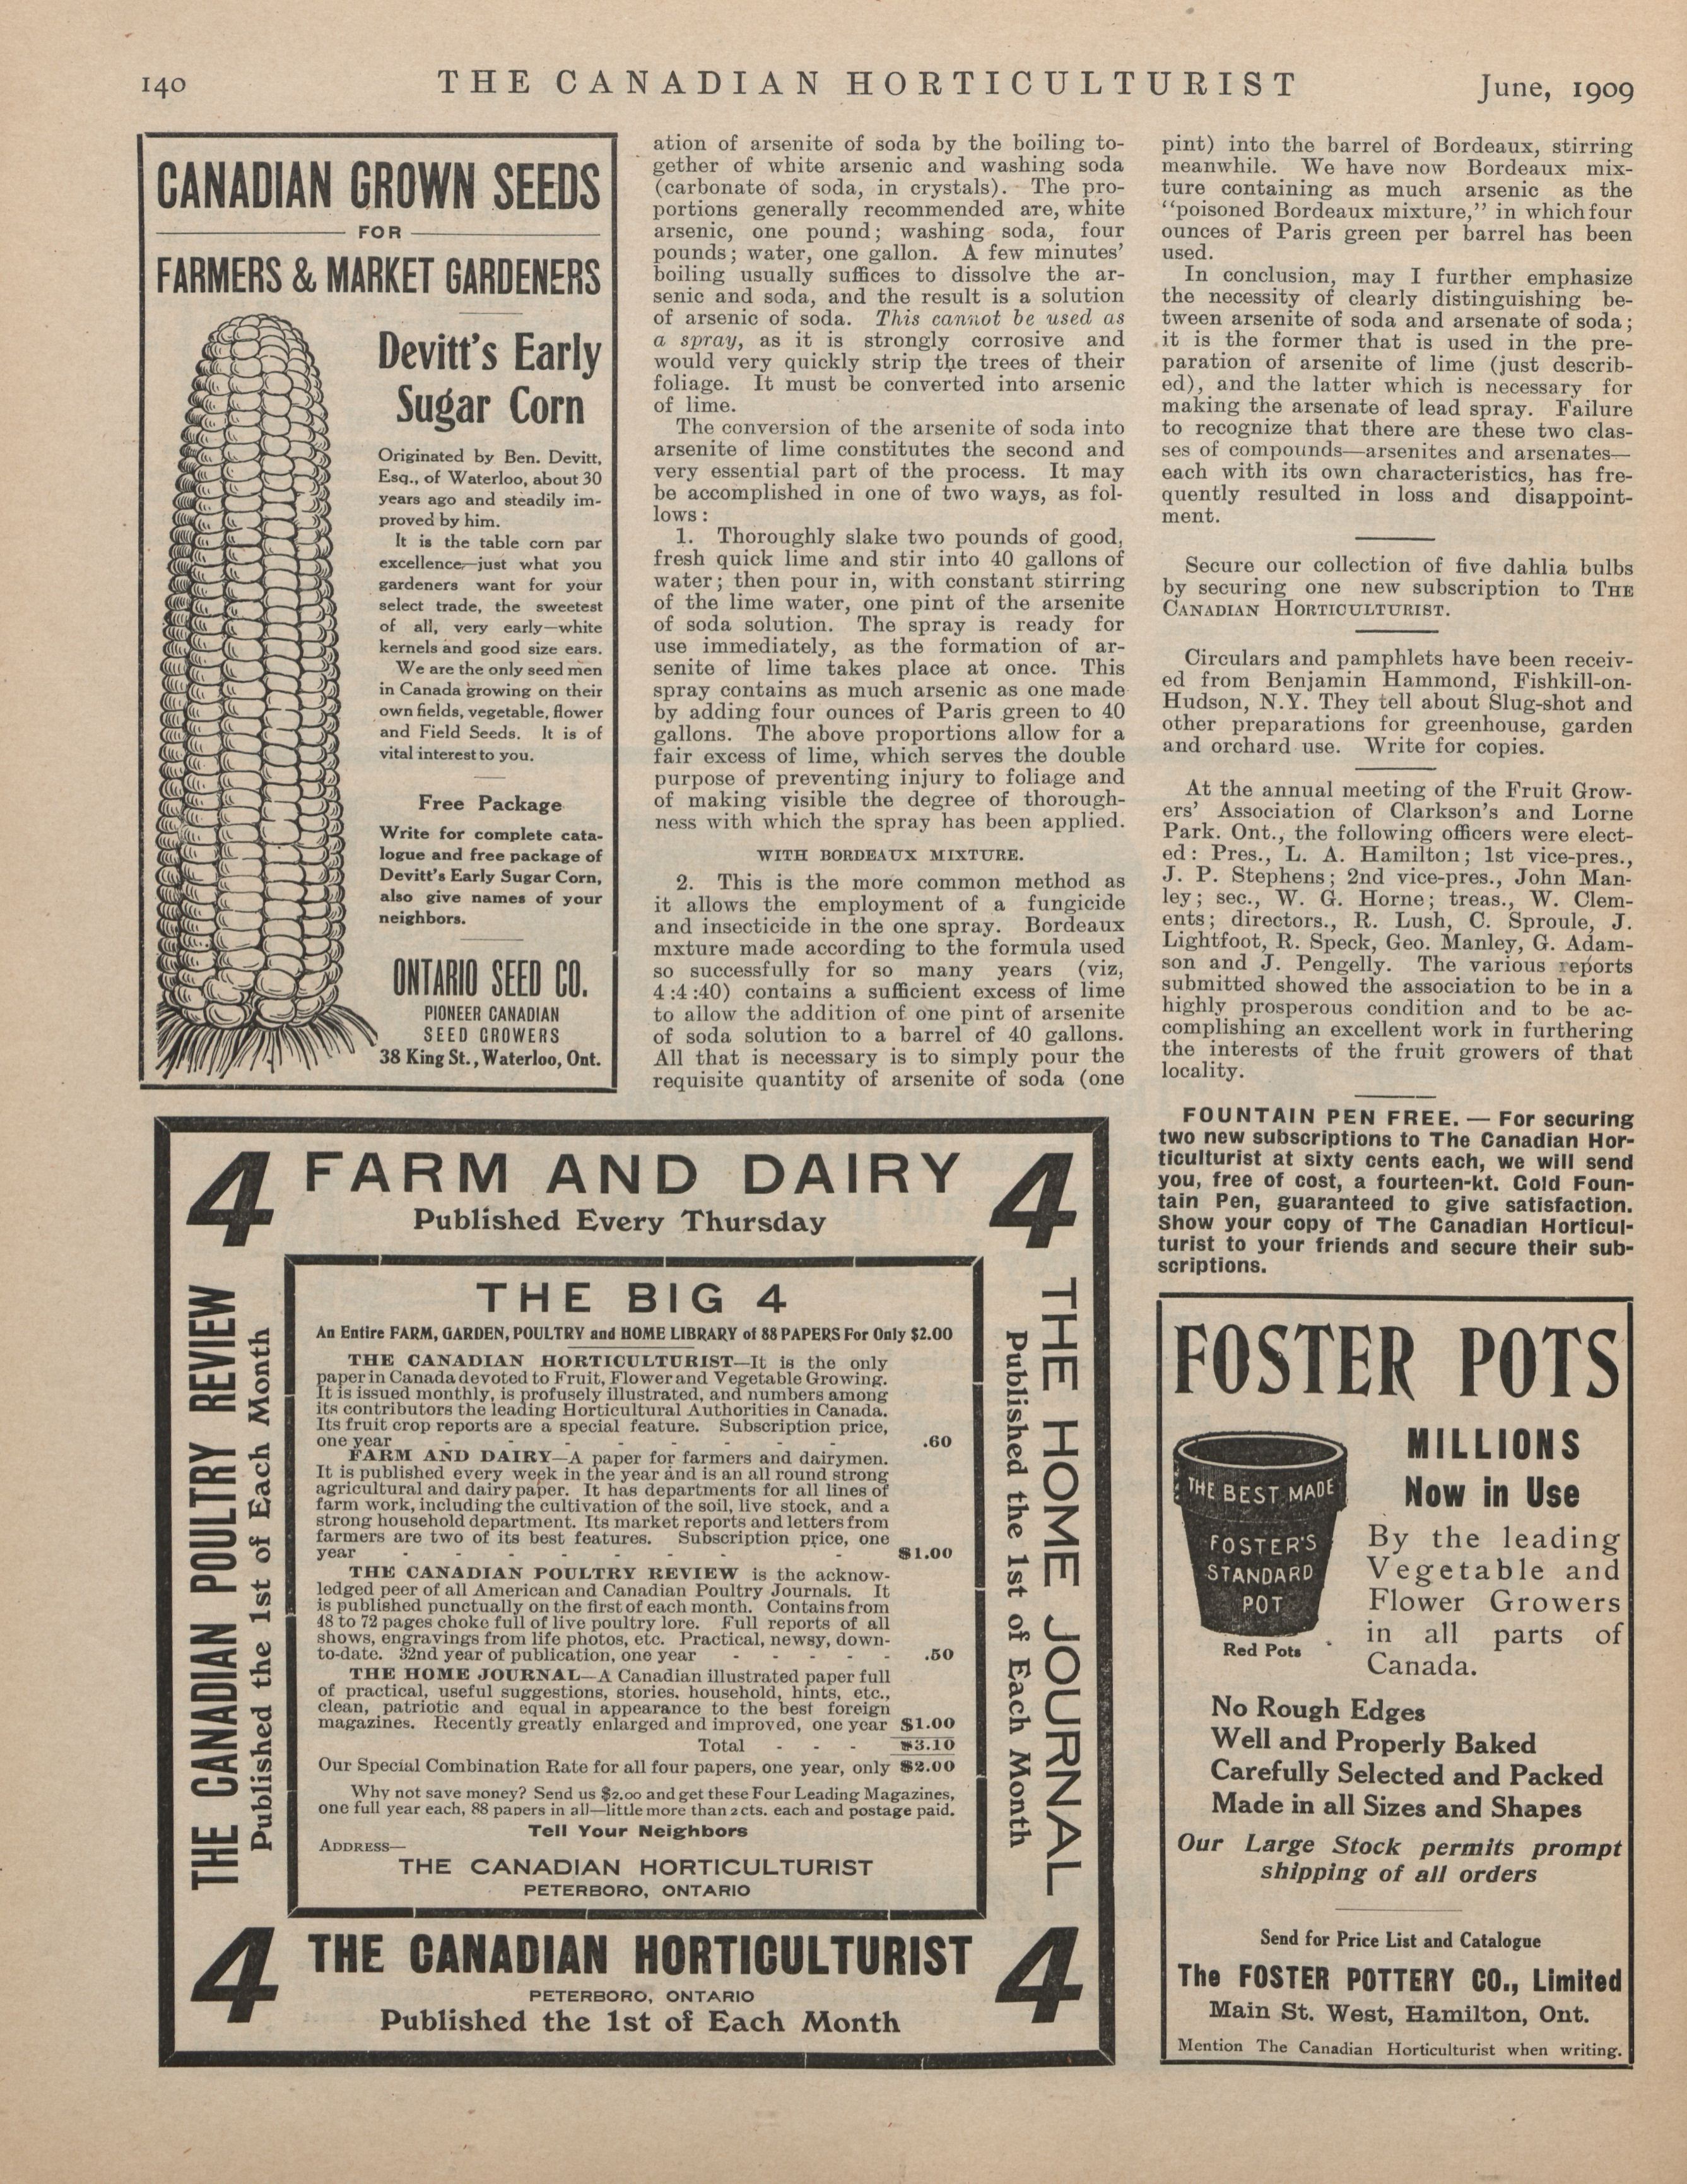 140
THE CANADIAN HORTICULTURIST
June, 1909
CANADIAN GROWN SEEDS
FOR
FARMERS & MARKET GARDENERS
Devitt's Early
Sugar Corn
Originated by Ben. Devitt,
Esq., of Waterloo, about 30
years ago and steadily im-
proved by him.
It is the table corn par
excellence—just what you
gardeners want for your
select trade, the sweetest
of all, very early—white
kernels and good size ears.
We are the only seed men
in Canada growing on their
own fields, vegetable, flower
and Field Seeds. It is of
vital interest to you.
Free Package
Write for complete cata-
logue and free package of
Devitt's Early Sugar Corn,
also give names of your
neighbors.
ONTARIO SEED CO.
PIONEER CANADIAN
SEED GROWERS
38 King St., Waterloo, Ont.
ation of arsenite of soda by the boiling to-
gether of white arsenic and washing soda
(carbonate of soda, in crystals). The pro-
portions generally recommended are, white
arsenic, one pound; washing soda, four
pounds; water, one gallon. A few minutes'
boiling usually suffices to dissolve the ar-
senic and soda, and the result is a solution
of arsenic of soda. This cannot be used as
a spray, as it is strongly corrosive and
would very quickly strip the trees of their
foliage. It must be converted into arsenic
of lime.
The conversion of the arsenite of soda into
arsenite of lime constitutes the second and
very essential part of the process. It may
be accomplished in one of two ways, as fol-
lows:
1. Thoroughly slake two pounds of good,
fresh quick lime and stir into 40 gallons of
water; then pour in, with constant stirring
of the lime water, one pint of the arsenite
of soda solution. The spray is ready for
use immediately, as the formation of ar-
senite of lime takes place at once. This
spray contains as much arsenic as one made
by adding four ounces of Paris green to 40
gallons. The above proportions allow for a
fair excess of lime, which serves the double
purpose of preventing injury to foliage and
of making visible the degree of thorough-
ness with which the spray has been applied.
WITH BORDEAUX MIXTURE.
2. This is the more common method as
it allows the employment of a fungicide
and insecticide in the one spray. Bordeaux
mxture made according to the formula used
so successfully for so many years (viz,
4:4:40) contains a sufficient excess of lime
to allow the addition of one pint of arsenite
of soda solution to a barrel of 40 gallons.
All that is necessary is to simply pour the
requisite quantity of arsenite of soda (one
pint) into the barrel of Bordeaux, stirring
meanwhile. We have now Bordeaux mix-
ture containing as much arsenic as the
"poisoned Bordeaux mixture," in which four
ounces of Paris green per barrel has been
used.
In conclusion, may I further emphasize
the necessity of clearly distinguishing be-
tween arsenite of soda and arsenate of soda;
it is the former that is used in the pre-
paration of arsenite of lime (just describ-
ed), and the latter which is necessary for
making the arsenate of lead spray. Failure
to recognize that there are these two clas-
ses of compounds—arsenites and arsenates—
each with its own characteristics, has fre-
quently resulted in loss and disappoint-
ment.
Secure our collection of five dahlia bulbs
by securing one new subscription to THE
CANADIAN HORTICULTURIST.
Circulars and pamphlets have been receiv-
ed from Benjamin Hammond, Fishkill-on-
Hudson, N.Y. They tell about Slug-shot and
other preparations for greenhouse, garden
and orchard use. Write for copies.
At the annual meeting of the Fruit Grow-
ers' Association of Clarkson's and Lorne
Park. Ont., the following officers were elect-
ed: Pres., L. A. Hamilton; 1st vice-pres.,
J. P. Stephens; 2nd vice-pres., John Man-
ley; sec., W. G. Horne; treas., W. Clem-
ents; directors., R. Lush, C. Sproule, J.
Lightfoot, R. Speck, Geo. Manley, G. Adam-
son and J. Pengelly. The various reports
submitted showed the association to be in a
highly prosperous condition and to be ac-
complishing an excellent work in furthering
the interests of the fruit growers of that
locality.
FOUNTAIN PEN FREE. — For securing
two new subscriptions to The Canadian Hor-
ticulturist at sixty cents each, we will send
you, free of cost, a fourteen-kt. Gold Foun-
tain Pen, guaranteed to give satisfaction.
Show your copy of The Canadian Horticul-
turist to your friends and secure their sub-
scriptions.
4 FARM AND DAIRY 4
Published Every Thursday
THE CANADIAN POULTRY REVIEW
Published the 1st of Each Month
THE BIG 4
An Entire FARM, GARDEN, POULTRY and HOME LIBRARY of 88 PAPERS For Only $2.00
THE CANADIAN HORTICULTURIST—It is the only
paper in Canada devoted to Fruit, Flower and Vegetable Growing.
It is issued monthly, is profusely illustrated, and numbers among
its contributors the leading Horticultural Authorities in Canada.
Its fruit crop reports are a special feature. Subscription price,
one year - - - - - - - - .60
FARM AND DAIRY—A paper for farmers and dairymen.
It is published every week in the year and is an all round strong
agricultural and dairy paper. It has departments for all lines of
farm work, including the cultivation of the soil, live stock, and a
strong household department. Its market reports and letters from
farmers are two of its best features. Subscription price, one
year - - - - - - - - $1.00
THE CANADIAN POULTRY REVIEW is the acknow-
ledged peer of all American and Canadian Poultry Journals. It
is published punctually on the first of each month. Contains from
48 to 72 pages choke full of live poultry lore. Full reports of all
shows, engravings from life photos, etc. Practical, newsy, down-
to-date. 32nd year of publication, one year - - - - - .50
THE HOME JOURNAL—A Canadian illustrated paper full
of practical, useful suggestions, stories. household, hints, etc.,
clean, patriotic and equal in appearance to the best foreign
magazines. Recently greatly enlarged and improved, one year $1.00
Total - - - $3.10
Our Special Combination Rate for all four papers, one year, only $2.00
Why not save money? Send us $2.00 and get these Four Leading Magazines,
one full year each, 88 papers in all—little more than 2 cts. each and postage paid.
Tell Your Neighbors
ADDRESS—
THE CANADIAN HORTICULTURIST
PETERBORO, ONTARIO
Published the 1st of Each Month
THE HOME JOURNAL
4 THE CANADIAN HORTICULTURIST 4
PETERBORO, ONTARIO
Published the 1st of Each Month
FOSTER POTS
THE BEST MADE
FOSTER'S
STANDARD
POT
Red Pots
MILLIONS
Now in Use
By the leading
Vegetable and
Flower Growers
in all parts of
Canada.
No Rough Edges
Well and Properly Baked
Carefully Selected and Packed
Made in all Sizes and Shapes
Our Large Stock permits prompt
shipping of all orders
Send for Price List and Catalogue
The FOSTER POTTERY CO., Limited
Main St. West, Hamilton, Ont.
Mention The Canadian Horticulturist when writing.